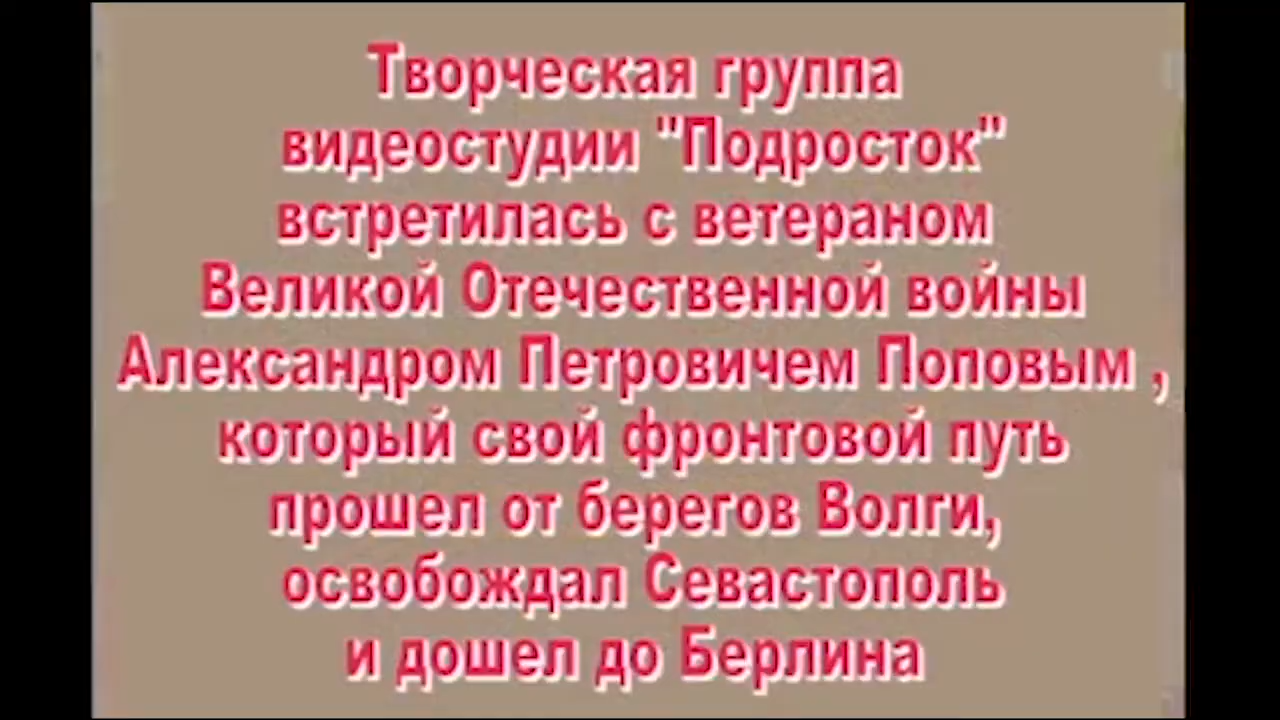 Творческая группа
видеостудии "Подросток"
встретилась с ветераном
Великой Отечественной войны
Александром Петровичем Поповым ,
который свой фронтовой путь
прошел от берегов Волги,
освобождал Севастополь
и дошел до Берлина